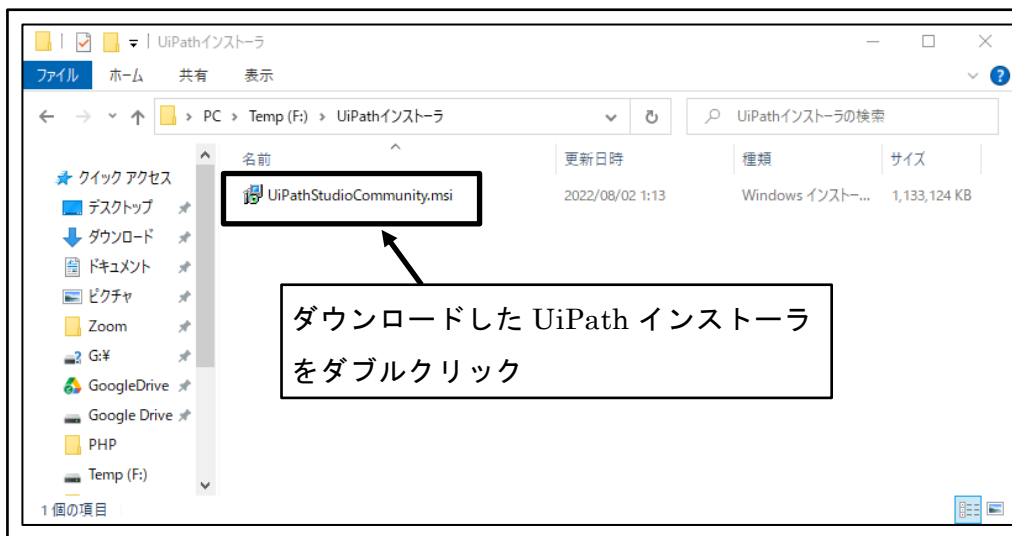 UiPathインストーラ
ファイル ホーム 共有 表示
PC > Temp (F:) > UiPathインストーラ UiPathインストーラの検索
名前 更新日時 種類 サイズ
クイック アクセス
UiPathStudioCommunity.msi 2022/08/02 1:13 Windows インストー... 1,133,124 KB
デスクトップ
ダウンロード
ドキュメント
ピクチャ
Zoom
G:¥
GoogleDrive
Google Drive
PHP
Temp (F:)
ダウンロードした UiPath インストーラ
をダブルクリック
1 個の項目